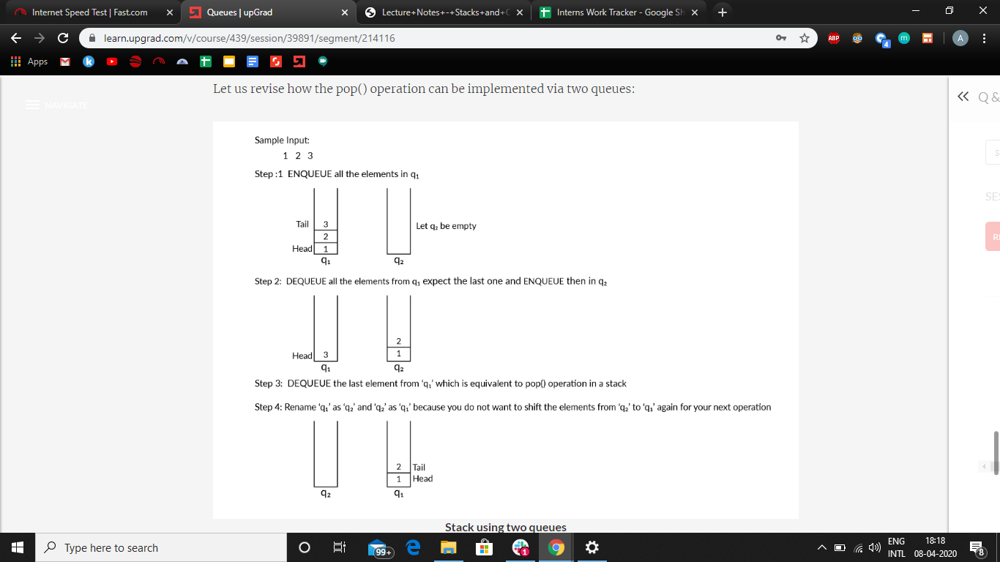 Internet Speed Test | Fast.com
Queues | upGrad
Lecture+Notes+-+Stacks+and+
Interns Work Tracker - Google Sh
learn.upgrad.com/v/course/439/session/39891/segment/214116
ABP
4
m
A
Apps
Let us revise how the pop() operation can be implemented via two queues:
NAVIGATE
Q &
Sample Input:
1 2 3
Step :1 ENQUEUE all the elements in q₁
Tail 3
2
Head 1
Let q₂ be empty
q₁ q₂
Step 2: DEQUEUE all the elements from q₁ expect the last one and ENQUEUE then in q₂
2
Head 3 1
q₁ q₂
Step 3: DEQUEUE the last element from ‘q₁’ which is equivalent to pop() operation in a stack
Step 4: Rename ‘q₁’ as ‘q₂’ and ‘q₂’ as ‘q₁’ because you do not want to shift the elements from ‘q₂’ to ‘q₁’ again for your next operation
2 Tail
1 Head
q₂ q₁
Stack using two queues
S
SES
RE
Type here to search
99+
1
ENG
INTL
18:18
08-04-2020
8